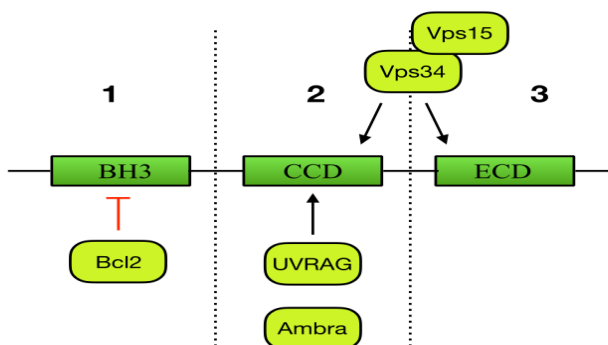 Vps15
Vps34
1
2
3
BH3
CCD
ECD
Bcl2
UVRAG
Ambra